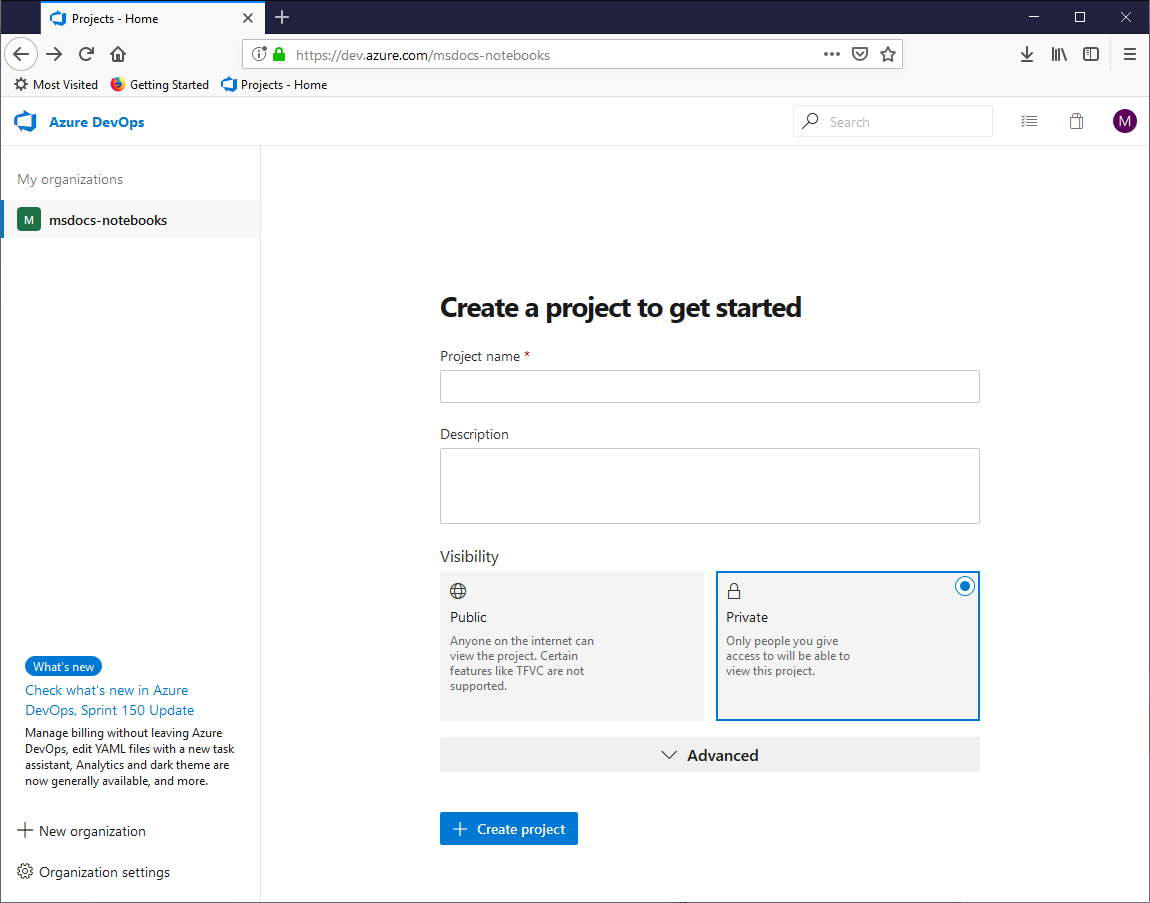 Projects - Home
https://dev.azure.com/msdocs-notebooks
Most Visited
Getting Started
Projects - Home
Azure DevOps
Search
M
My organizations
M
msdocs-notebooks
Create a project to get started
Project name *
Description
Visibility
Public
Anyone on the internet can
view the project. Certain
features like TFVC are not
supported.
Private
Only people you give
access to will be able to
view this project.
Advanced
Create project
What's new
Check what's new in Azure
DevOps, Sprint 150 Update
Manage billing without leaving Azure
DevOps, edit YAML files with a new task
assistant, Analytics and dark theme are
now generally available, and more.
New organization
Organization settings